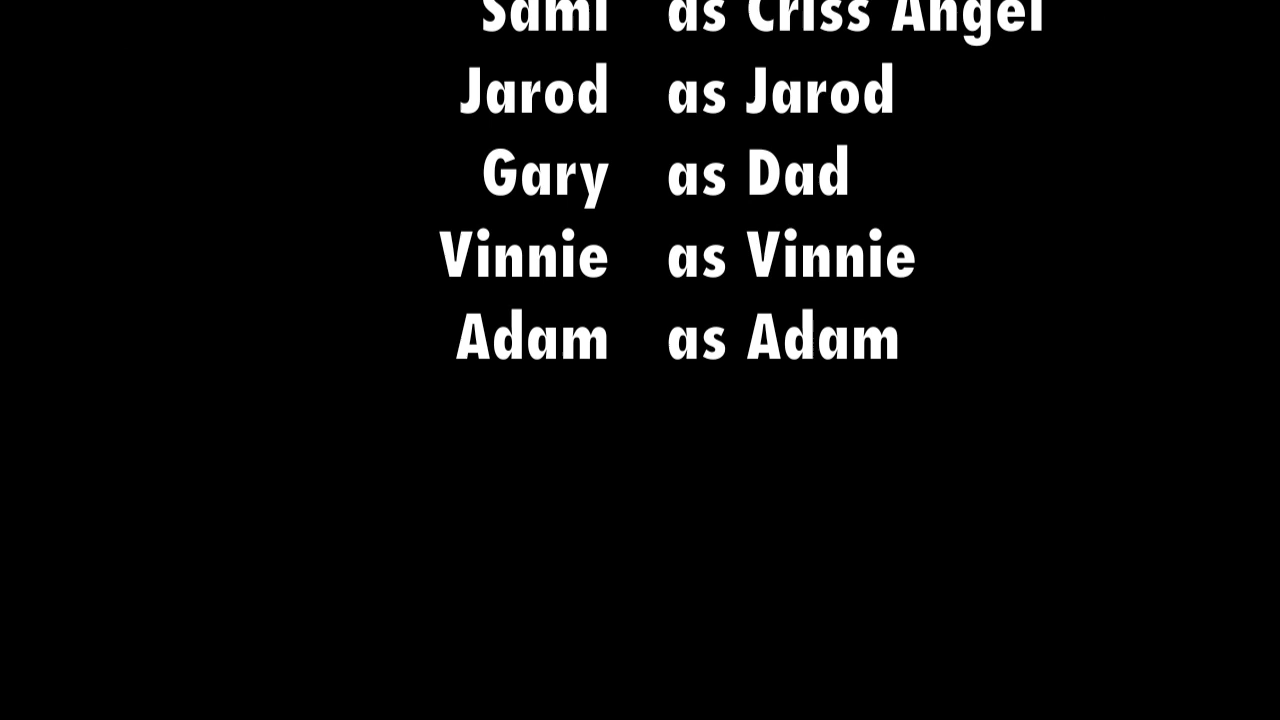 Sami as Criss Angel
Jarod as Jarod
Gary as Dad
Vinnie as Vinnie
Adam as Adam